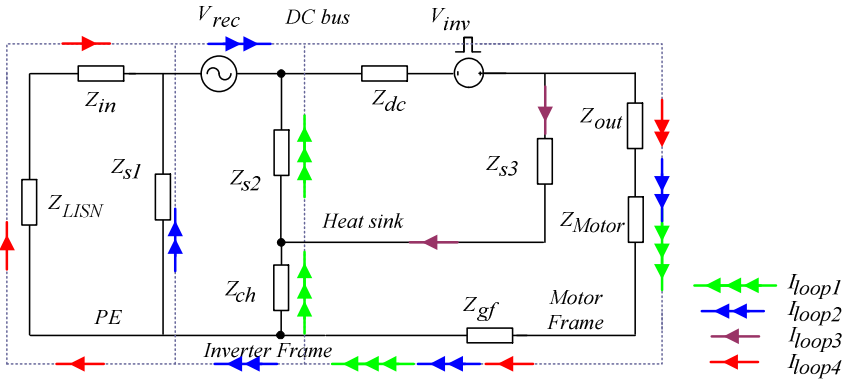 V_rec DC bus V_inv
Z_in Z_dc Z_out
Z_s1 Z_s2 Z_s3
Z_LISN Heat sink Z_Motor
Z_ch Z_gf Motor
Frame
PE
Inverter Frame
I_loop1
I_loop2
I_loop3
I_loop4